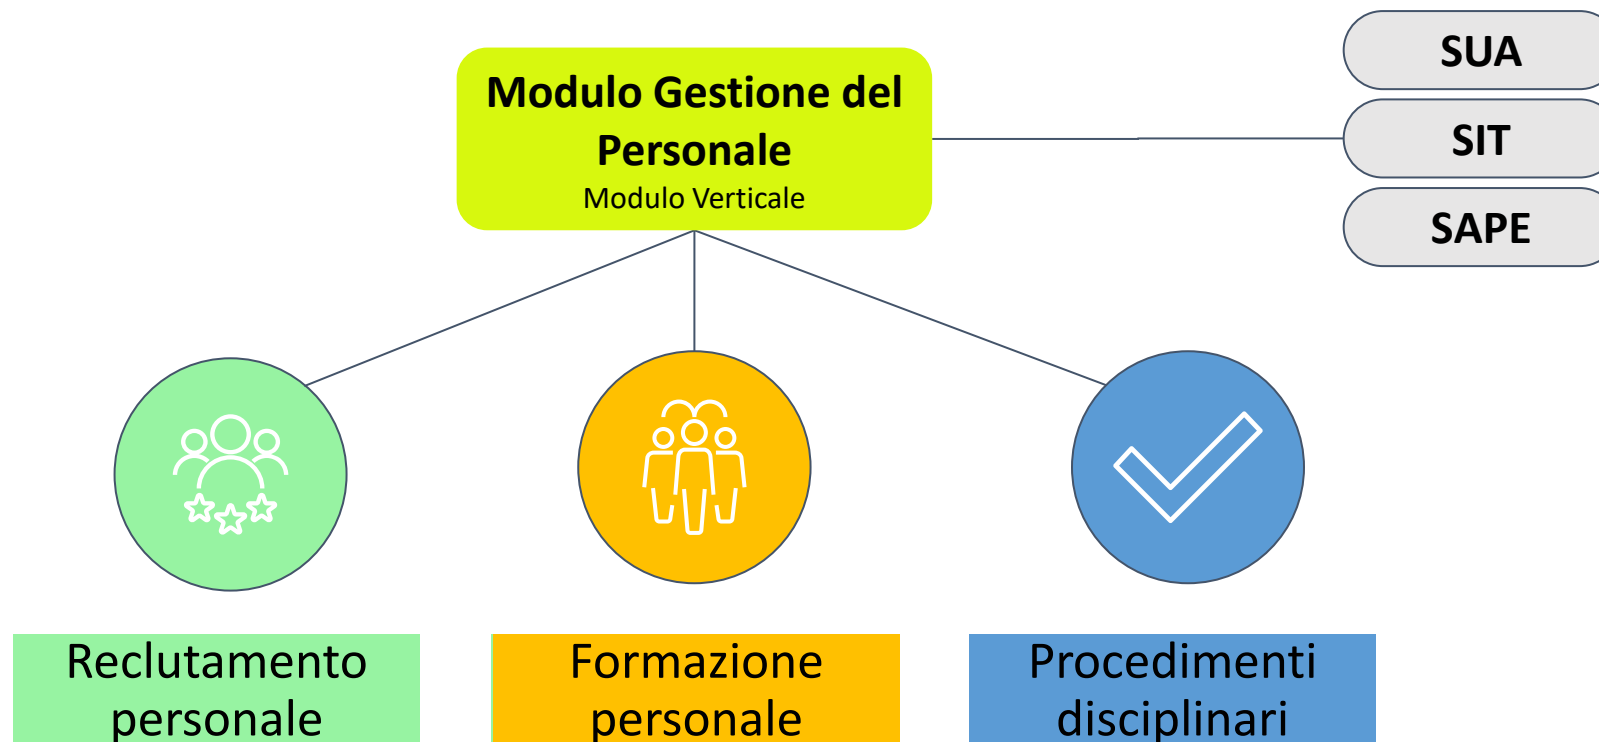 Modulo Gestione del
Personale
Modulo Verticale
SUA
SIT
SAPE
Reclutamento
personale
Formazione
personale
Procedimenti
disciplinari